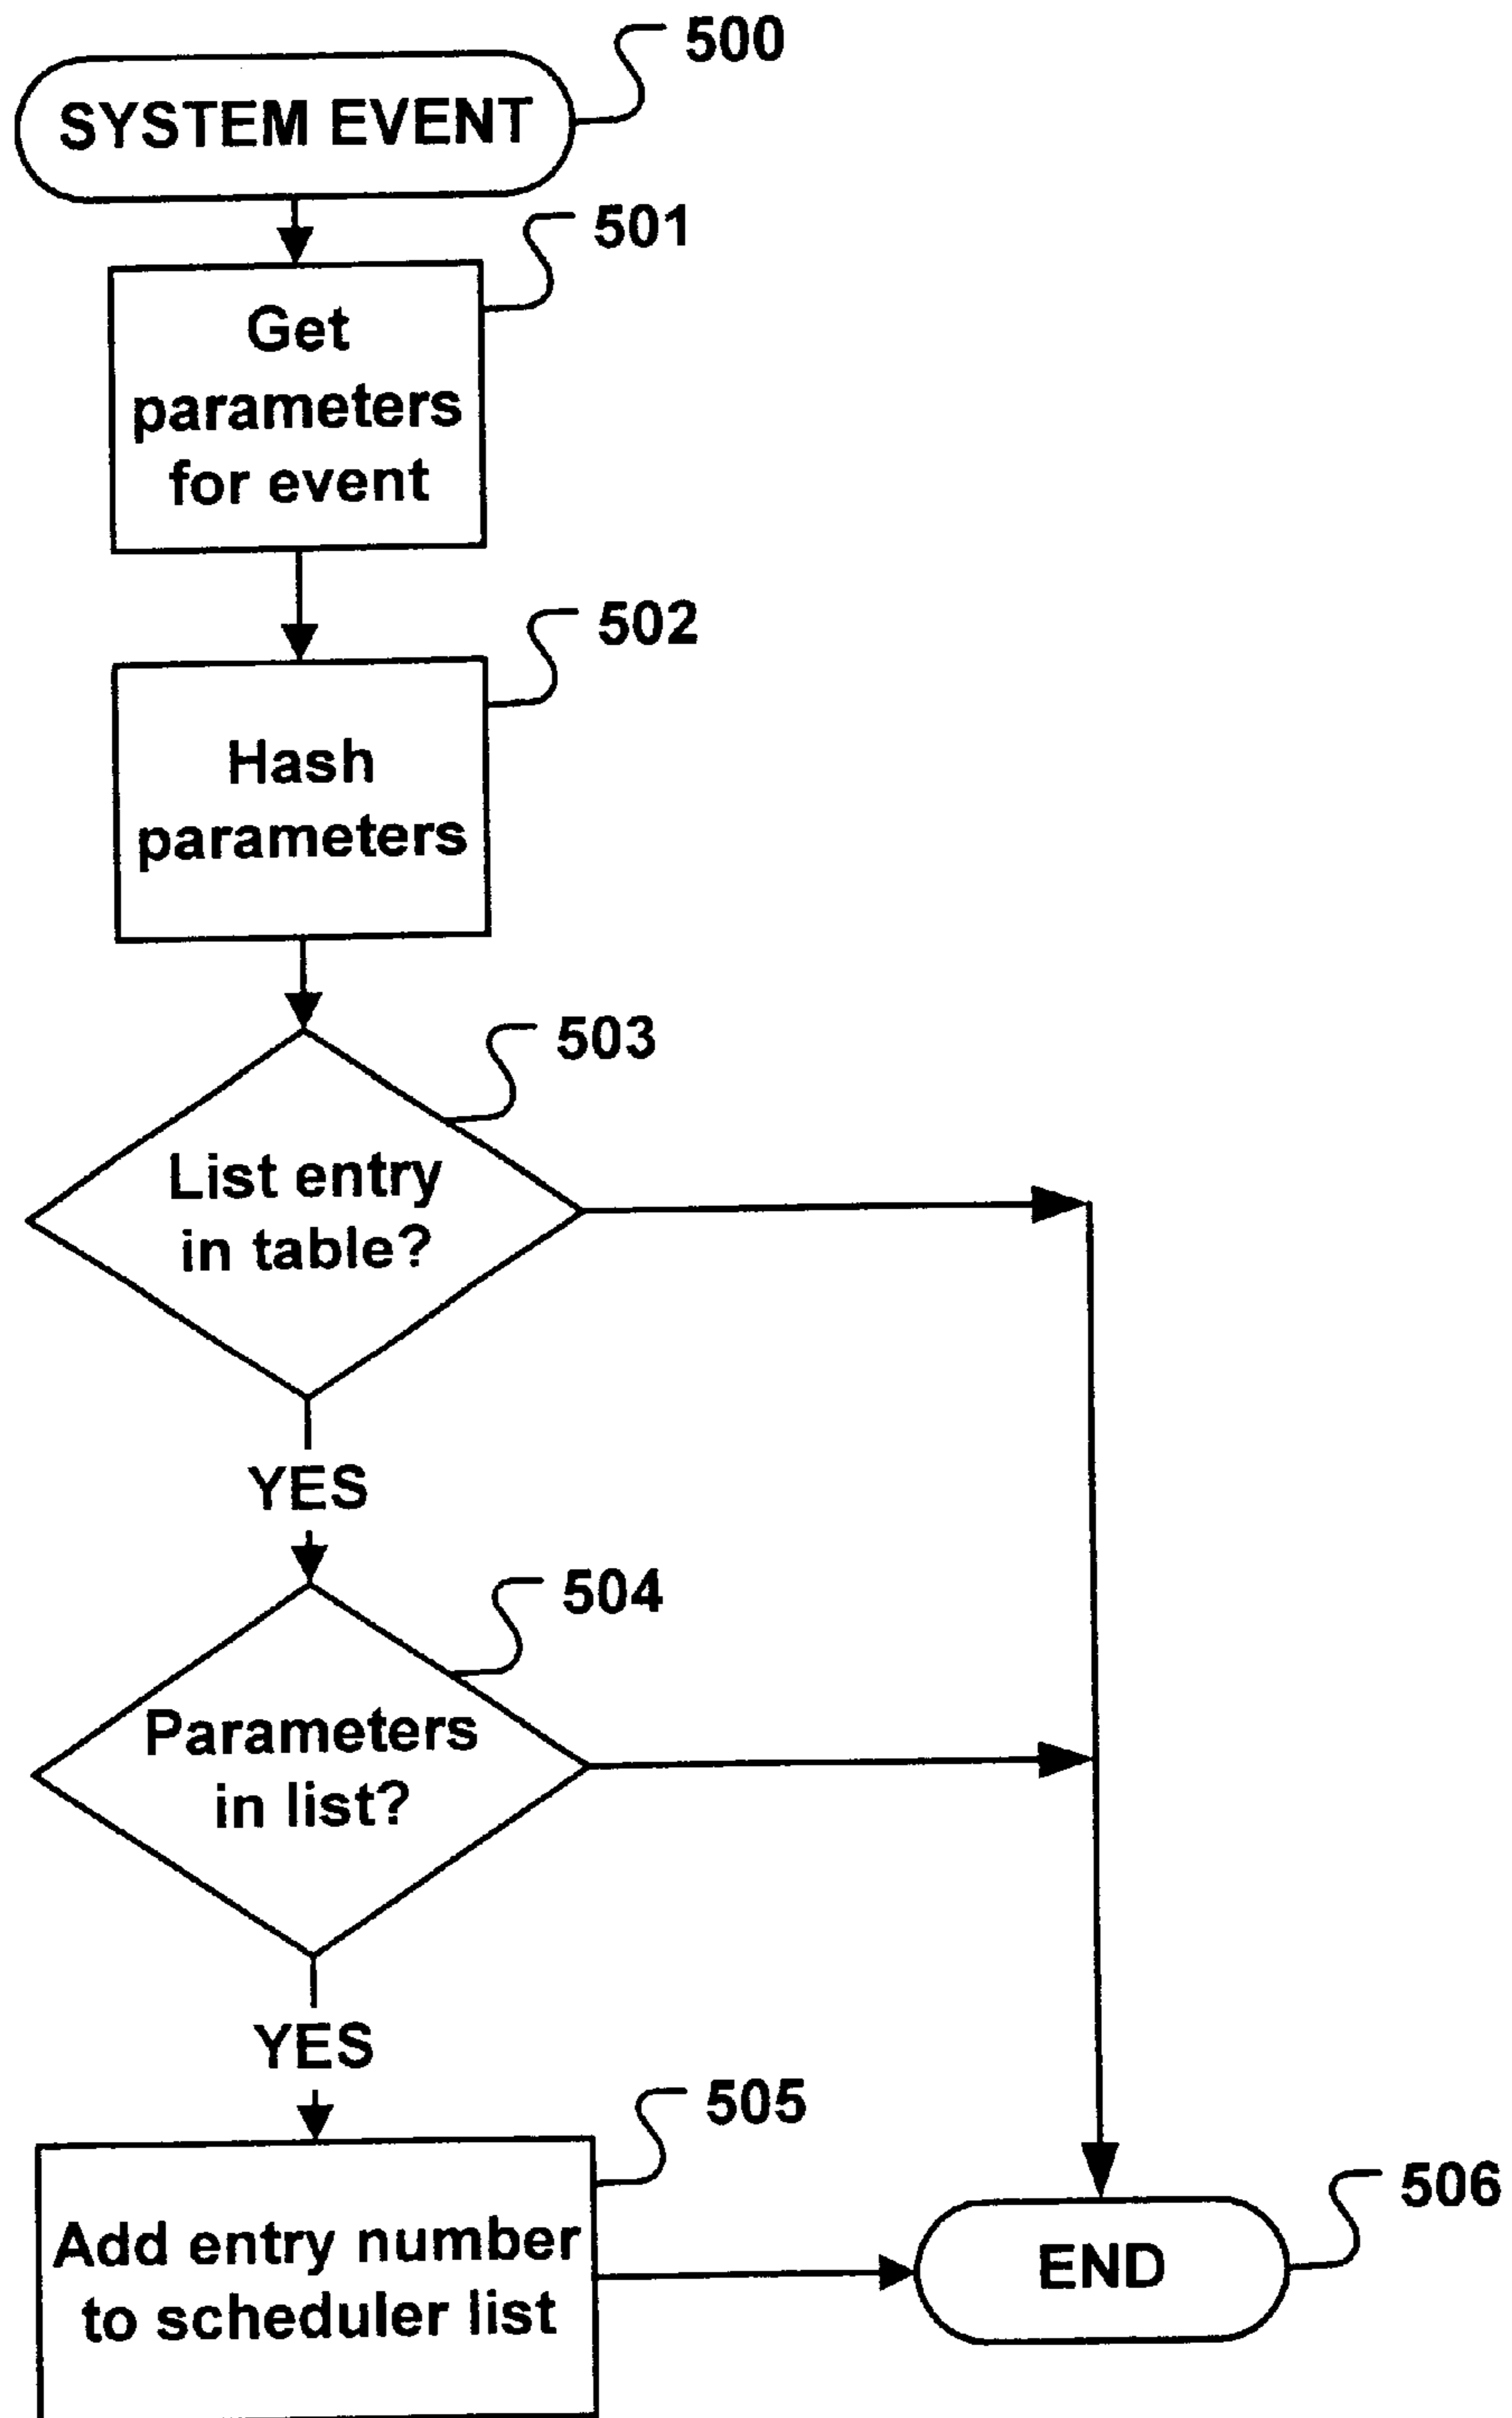 500
SYSTEM EVENT
501
Get
parameters
for event
502
Hash
parameters
503
List entry
in table?
YES
504
Parameters
in list?
YES
505
Add entry number
to scheduler list
506
END